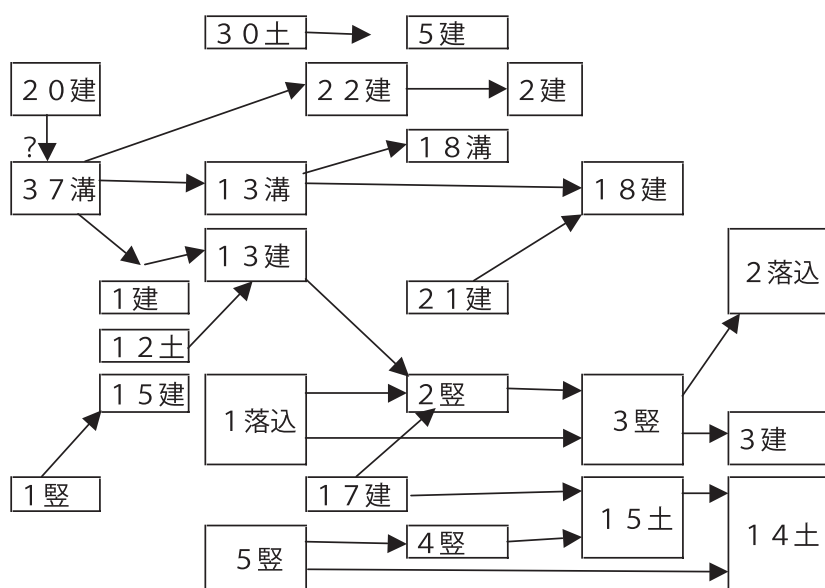 ３０土 ５建
２０建 ２２建 ２建
?
１８溝
３７溝 １３溝 １８建
１３建 ２落込
１建 ２１建
１２土
１５建 １落込 ２竪 ３竪
３建
１竪 １７建
１５土 １４土
５竪 ４竪